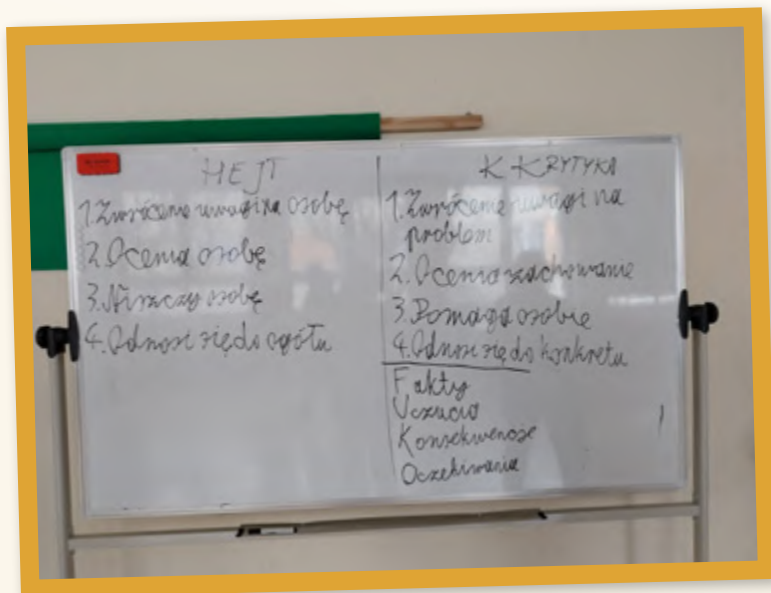 HEJT
1. Zwrócenie uwagi na osobę
2. Ocenia osobę
3. Niszczy osobę
4. Odnosi się do ogółu
K KRYTYKA
1. Zwrócenie uwagi na
problem
2. Ocenia zachowanie
3. Pomaga osobie
4. Odnosi się do konkretu
Fakty
Uczucia
Konsekwencje
Oczekiwania